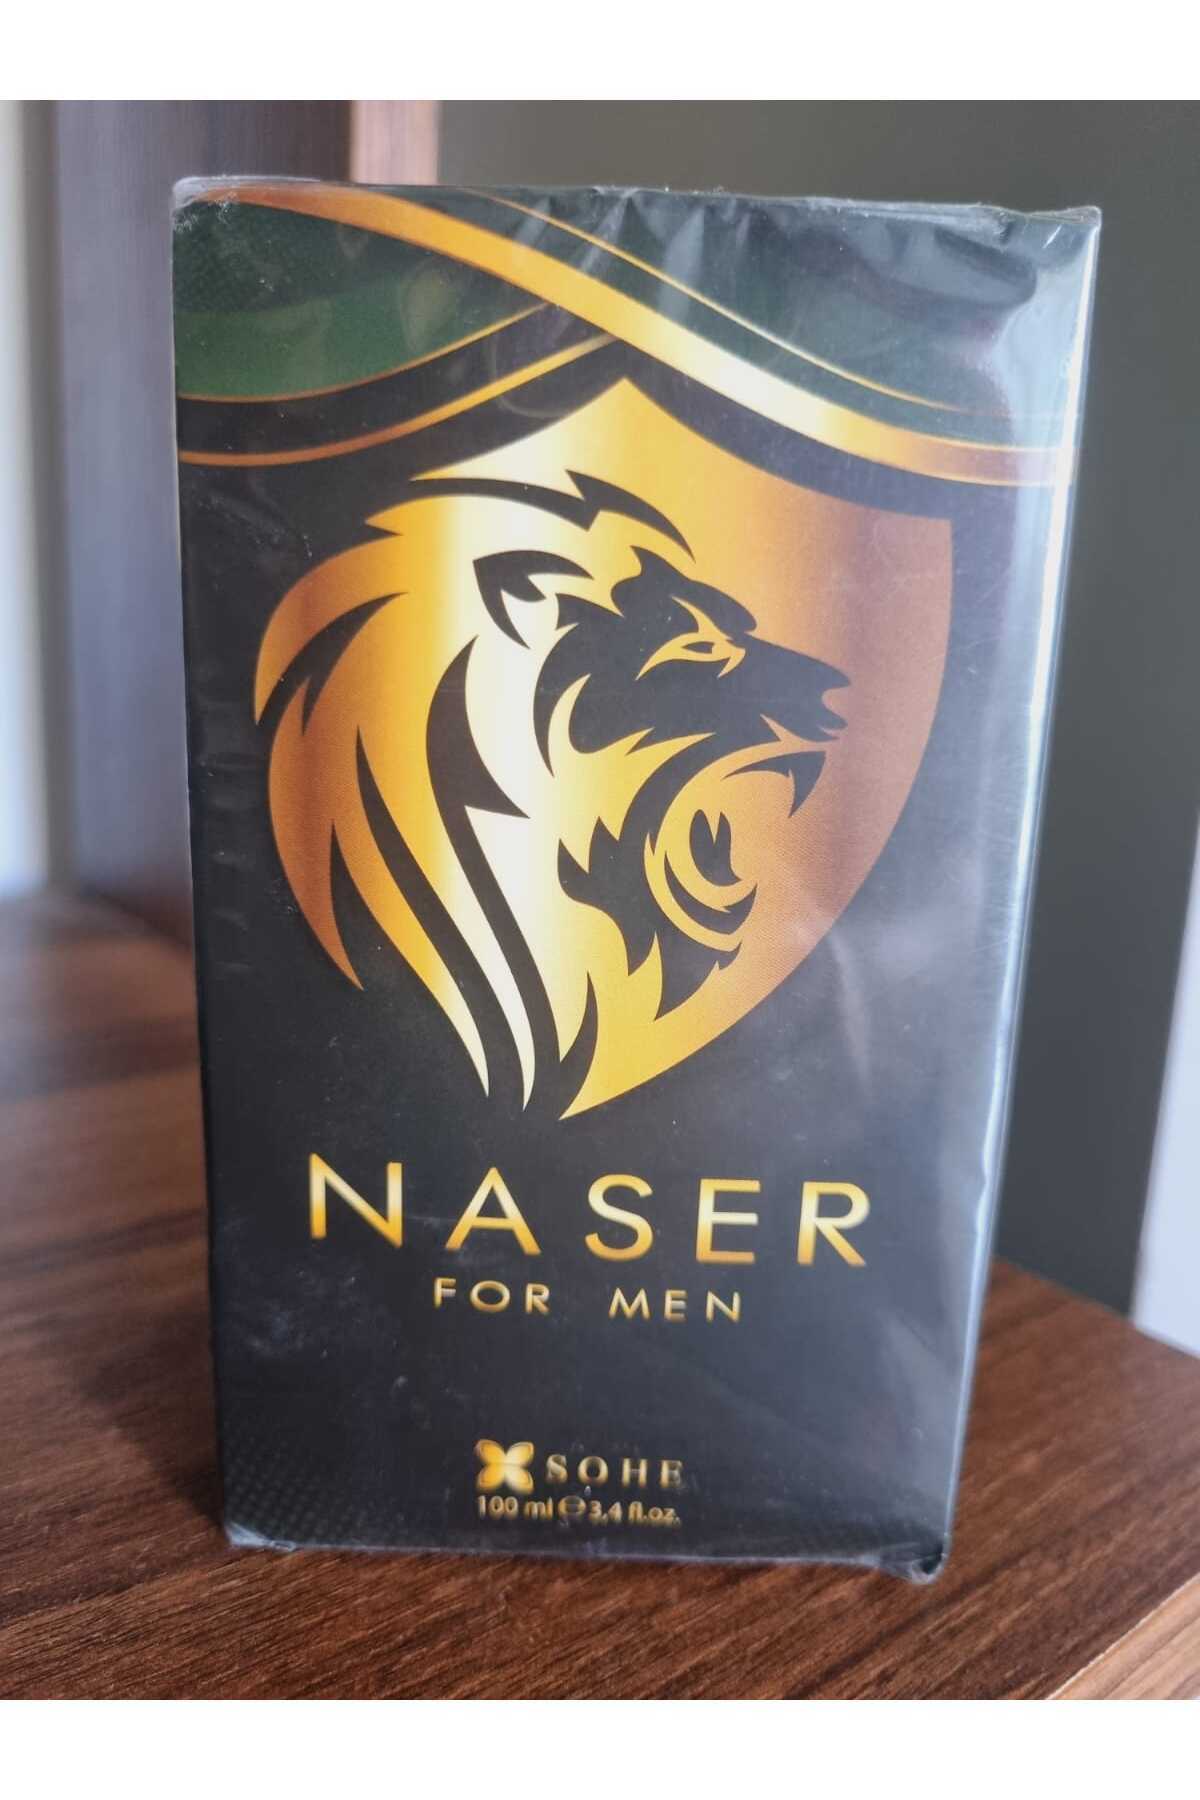 NASER
FOR MEN
SOHE
100 ml ℮ 3,4 fl.oz.